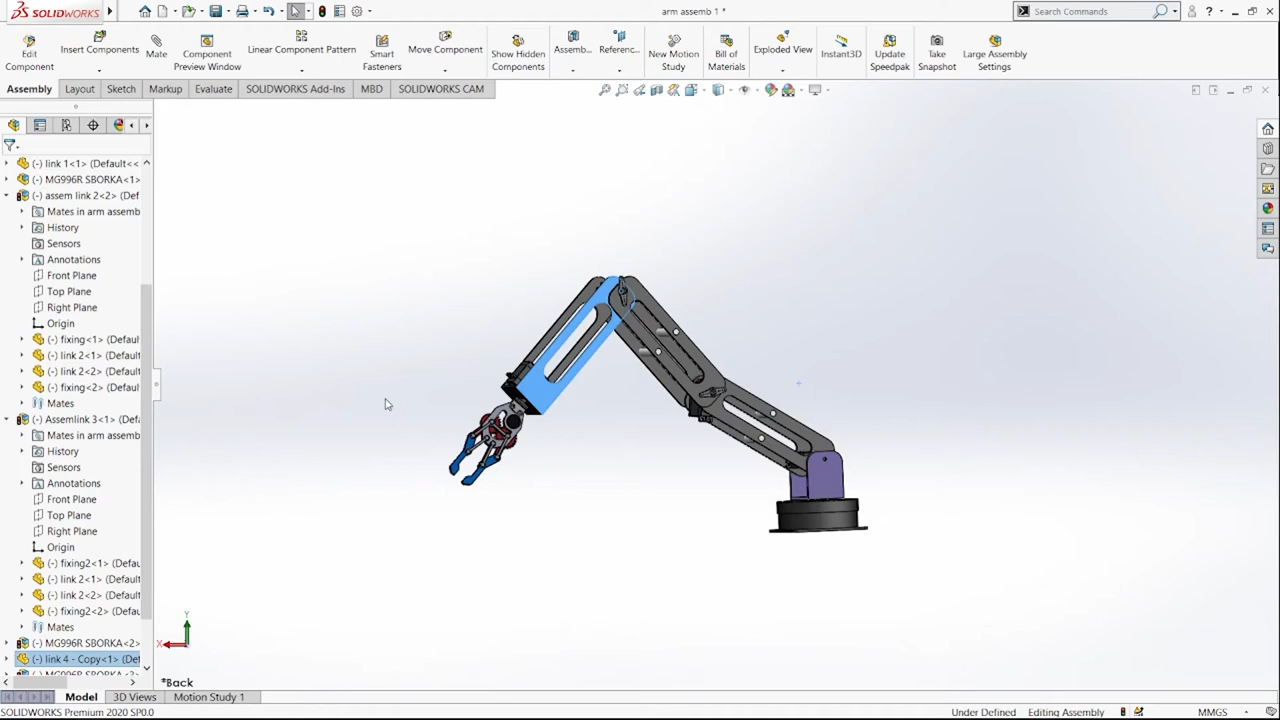 SOLIDWORKS
arm assemb 1 *
Search Commands
?
Edit Component
Insert Components
Mate
Component Preview Window
Linear Component Pattern
Smart Fasteners
Move Component
Show Hidden Components
Assemb...
Referenc...
New Motion Study
Bill of Materials
Exploded View
Instant3D
Update Speedpak
Take Snapshot
Large Assembly Settings
Assembly
Layout
Sketch
Markup
Evaluate
SOLIDWORKS Add-Ins
MBD
SOLIDWORKS CAM
(-) link 1<1> (Default<<
(-) MG996R SBORKA<1>
(-) assem link 2<2> (Def
Mates in arm assemb
History
Sensors
Annotations
Front Plane
Top Plane
Right Plane
Origin
(-) fixing<1> (Defaul
(-) link 2<1> (Default
(-) link 2<2> (Default
(-) fixing<2> (Defaul
Mates
(-) Assemlink 3<1> (Def
Mates in arm assemb
History
Sensors
Annotations
Front Plane
Top Plane
Right Plane
Origin
(-) fixing2<1> (Defau
(-) link 2<1> (Default
(-) link 2<2> (Default
(-) fixing2<2> (Defau
Mates
(-) MG996R SBORKA<2>
(-) link 4 - Copy<1> (Def
Y
X
*Back
Model
3D Views
Motion Study 1
SOLIDWORKS Premium 2020 SP0.0
Under Defined
Editing Assembly
MMGS